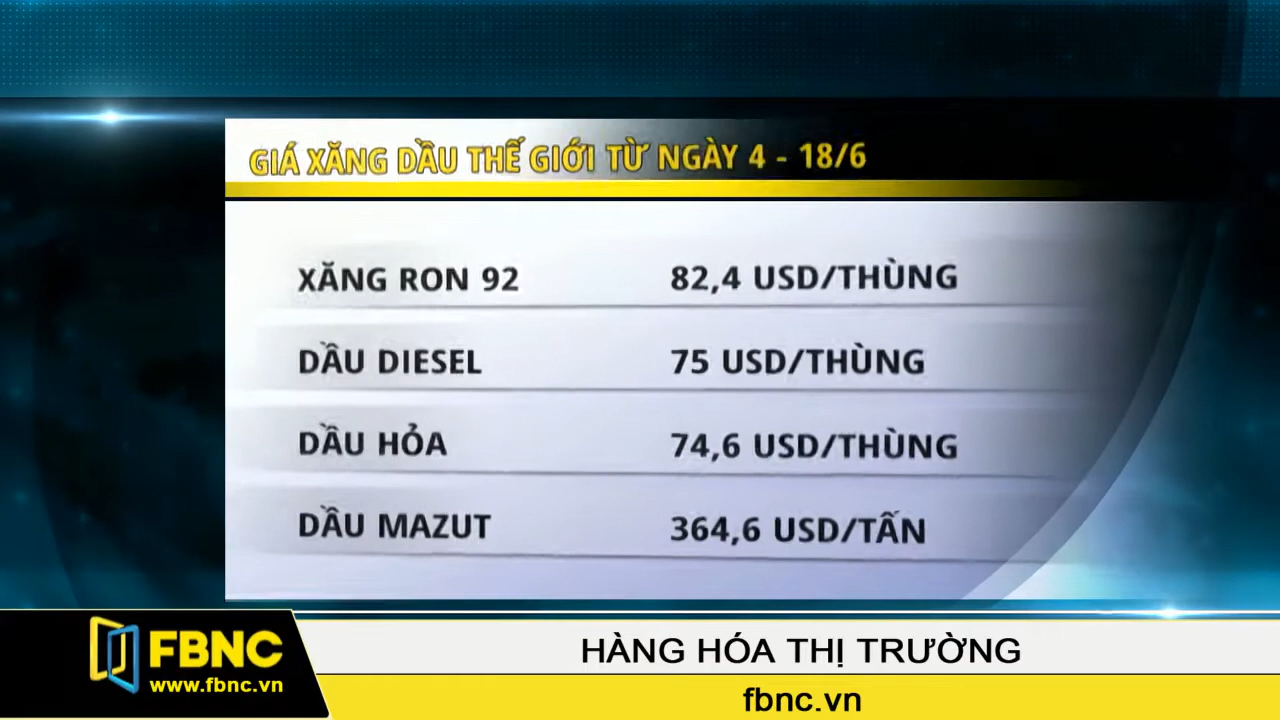 GIÁ XĂNG DẦU THẾ GIỚI TỪ NGÀY 4 - 18/6
XĂNG RON 92 82,4 USD/THÙNG
DẦU DIESEL 75 USD/THÙNG
DẦU HỎA 74,6 USD/THÙNG
DẦU MAZUT 364,6 USD/TẤN
FBNC
www.fbnc.vn
HÀNG HÓA THỊ TRƯỜNG
fbnc.vn